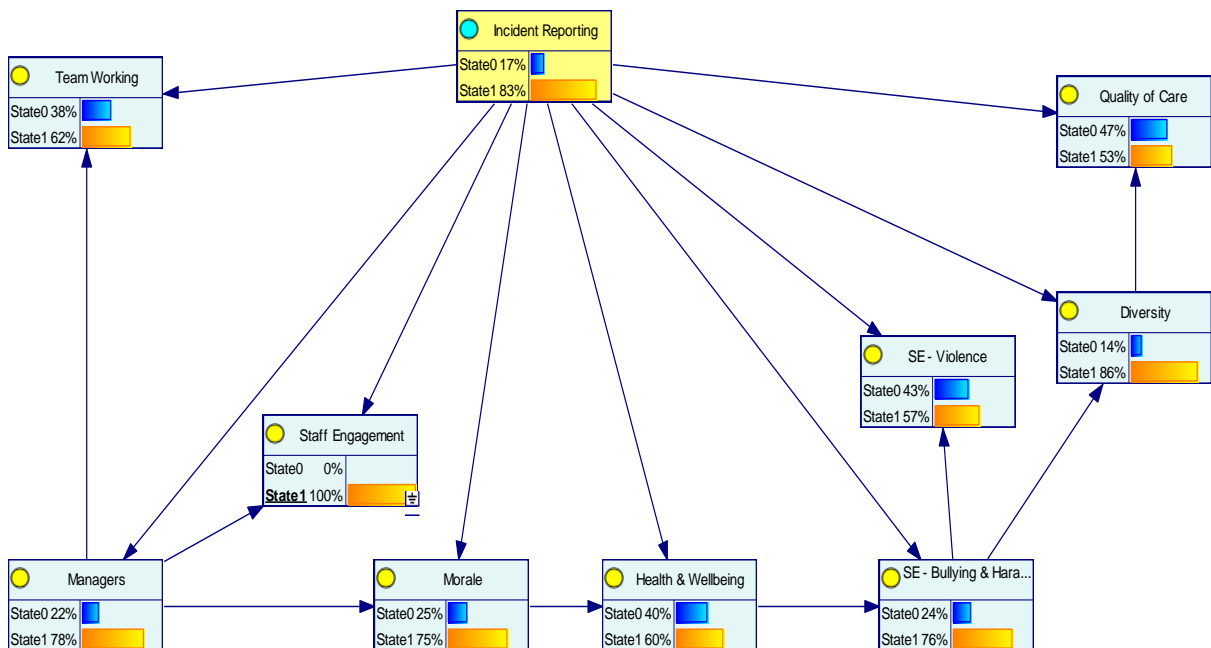 Incident Reporting
State0 17%
State1 83%
Team Working
State0 38%
State1 62%
Quality of Care
State0 47%
State1 53%
Diversity
State0 14%
State1 86%
SE - Violence
State0 43%
State1 57%
Staff Engagement
State0 0%
State1 100%
Managers
State0 22%
State1 78%
Morale
State0 25%
State1 75%
Health & Wellbeing
State0 40%
State1 60%
SE - Bullying & Hara...
State0 24%
State1 76%